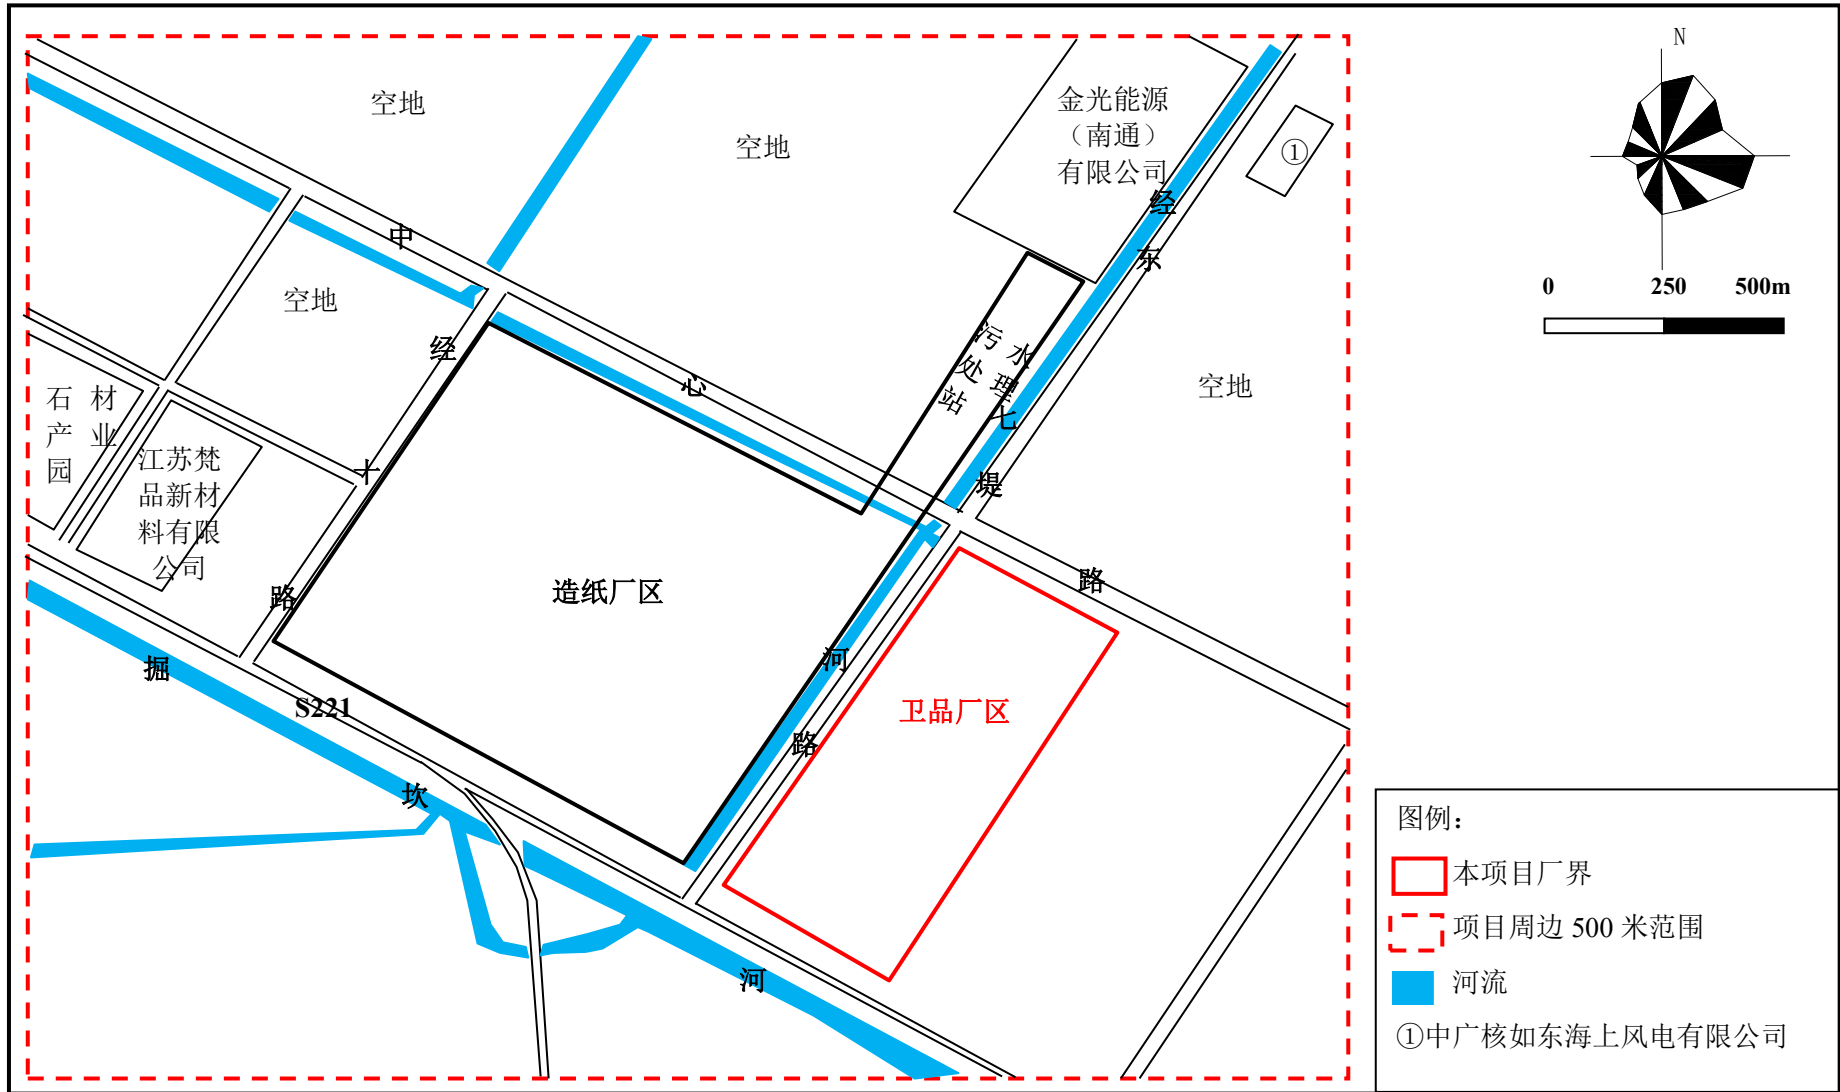 N
0 250 500m
空地
空地
金光能源
（南通）
有限公司
①
经
东
中
空地
经
污水
处理
站
七
心
空地
石材
产业
园
江苏梵
品新材
料有限
公司
十
堤
路
造纸厂区
路
掘
河
S221
卫品厂区
路
坎
河
图例：
本项目厂界
项目周边 500 米范围
河流
①中广核如东海上风电有限公司